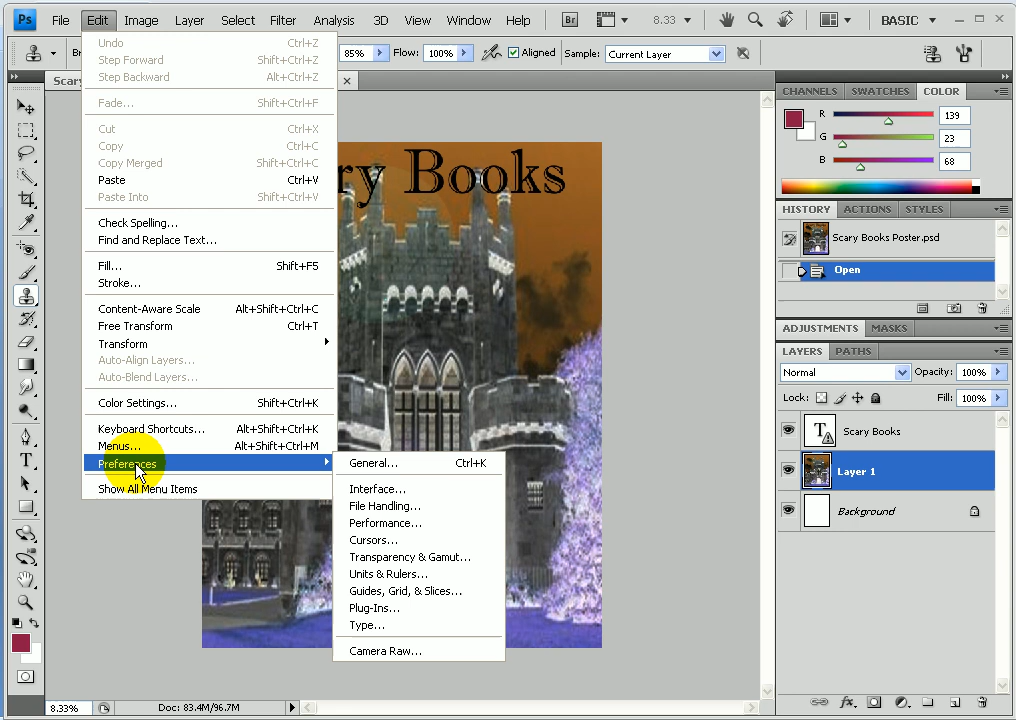 Ps File Edit Image Layer Select Filter Analysis 3D View Window Help Br 8.33 BASIC
85% Flow: 100% Aligned Sample: Current Layer
Undo Ctrl+Z
Step Forward Shift+Ctrl+Z
Step Backward Alt+Ctrl+Z
Fade... Shift+Ctrl+F
Cut Ctrl+X
Copy Ctrl+C
Copy Merged Shift+Ctrl+C
Paste Ctrl+V
Paste Into Shift+Ctrl+V
Check Spelling...
Find and Replace Text...
Fill... Shift+F5
Stroke...
Content-Aware Scale Alt+Shift+Ctrl+C
Free Transform Ctrl+T
Transform
Auto-Align Layers...
Auto-Blend Layers...
Color Settings... Shift+Ctrl+K
Keyboard Shortcuts... Alt+Shift+Ctrl+K
Menus... Alt+Shift+Ctrl+M
Preferences
Show All Menu Items
General... Ctrl+K
Interface...
File Handling...
Performance...
Cursors...
Transparency & Gamut...
Units & Rulers...
Guides, Grid, & Slices...
Plug-Ins...
Type...
Camera Raw...
Scary
ry Books
CHANNELS SWATCHES COLOR
R 139
G 23
B 68
HISTORY ACTIONS STYLES
Scary Books Poster.psd
Open
ADJUSTMENTS MASKS
LAYERS PATHS
Normal Opacity: 100%
Lock: Fill: 100%
T Scary Books
Layer 1
Background
8.33% Doc: 83.4M/96.7M